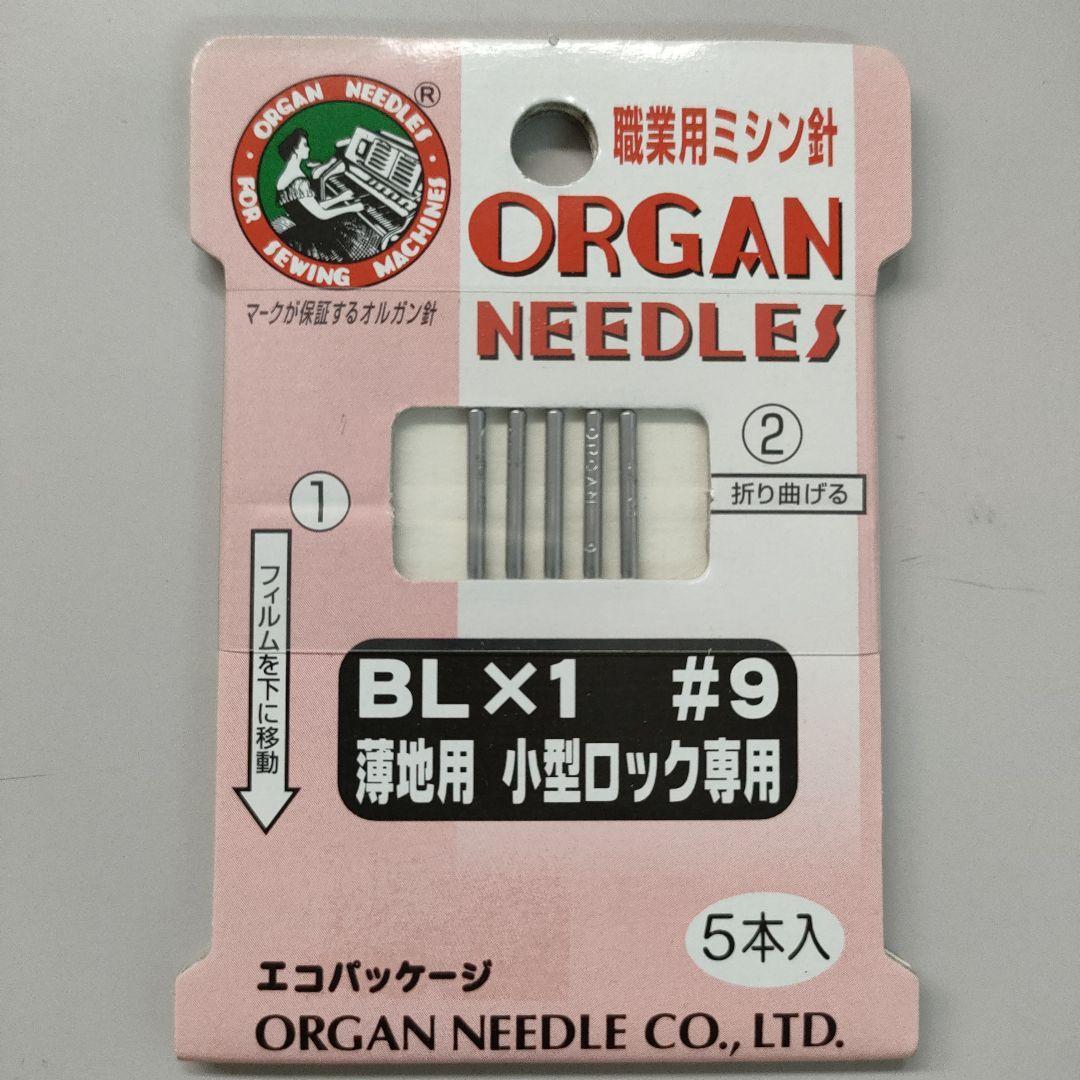 ORGAN NEEDLES
FOR SEWING MACHINES
®
マークが保証するオルガン針
職業用ミシン針
ORGAN
NEEDLES
ORGAN
①
フィルムを下に移動
②
折り曲げる
BL×1 #9
薄地用 小型ロック専用
5本入
エコパッケージ
ORGAN NEEDLE CO., LTD.